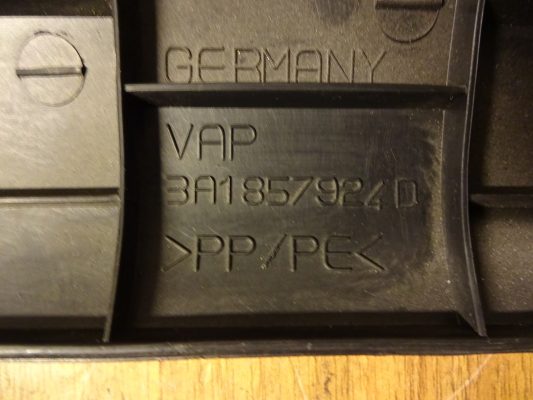 GERMANY
VAP
3A1857924D
>PP/PE<